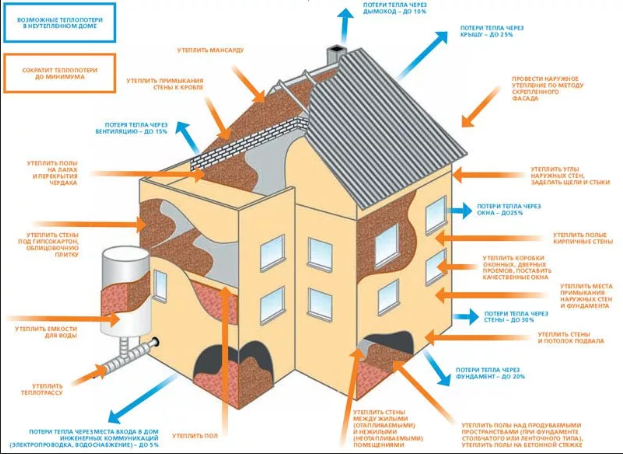 ВОЗМОЖНЫЕ ТЕПЛОПОТЕРИ
В НЕУТЕПЛЕННОМ ДОМЕ
СОКРАТИТ ТЕПЛОПОТЕРИ
ДО МИНИМУМА
ПОТЕРИ ТЕПЛА ЧЕРЕЗ
ДЫМОХОД – ДО 10%
ПОТЕРИ ТЕПЛА ЧЕРЕЗ
КРЫШУ – ДО 25%
УТЕПЛИТЬ МАНСАРДУ
УТЕПЛИТЬ ПРИМЫКАНИЯ
СТЕНЫ К КРОВЛЕ
ПРОВЕСТИ НАРУЖНОЕ
УТЕПЛЕНИЕ ПО МЕТОДУ
СКРЕПЛЕННОГО
ФАСАДА
ПОТЕРЯ ТЕПЛА ЧЕРЕЗ
ВЕНТИЛЯЦИЮ – ДО 15%
УТЕПЛИТЬ ПОЛЫ
НА ЛАГАХ
И ПЕРЕКРЫТИЯ
ЧЕРДАКА
УТЕПЛИТЬ УГЛЫ
НАРУЖНЫХ СТЕН,
ЗАДЕЛАТЬ ЩЕЛИ И СТЫКИ
ПОТЕРИ ТЕПЛА ЧЕРЕЗ
ОКНА – ДО25%
УТЕПЛИТЬ СТЕНЫ
ПОД ГИПСОКАРТОН,
ОБЛИЦОВОЧНУЮ
ПЛИТКУ
УТЕПЛИТЬ ПОЛЫЕ
КИРПИЧНЫЕ СТЕНЫ
УТЕПЛИТЬ КОРОБКИ
ОКОННЫХ, ДВЕРНЫХ
ПРОЕМОВ, ПОСТАВИТЬ
КАЧЕСТВЕННЫЕ ОКНА
УТЕПЛИТЬ МЕСТА
ПРИМЫКАНИЯ
НАРУЖНЫХ СТЕН
И ФУНДАМЕНТА
ПОТЕРИ ТЕПЛА ЧЕРЕЗ
СТЕНЫ – ДО 30%
УТЕПЛИТЬ ЕМКОСТИ
ДЛЯ ВОДЫ
УТЕПЛИТЬ СТЕНЫ
И ПОТОЛОК ПОДВАЛА
ПОТЕРИ ТЕПЛА ЧЕРЕЗ
ФУНДАМЕНТ – ДО 20%
УТЕПЛИТЬ
ТЕПЛОТРАССУ
ПОТЕРИ ТЕПЛА ЧЕРЕЗ МЕСТА ВХОДА В ДОМ
ИНЖЕНЕРНЫХ КОММУНИКАЦИЙ
(ЭЛЕКТРОПРОВОДКА, ВОДОСНАБЖЕНИЕ) – ДО 5%
УТЕПЛИТЬ ПОЛ
УТЕПЛИТЬ СТЕНЫ
МЕЖДУ ЖИЛЫМИ
(ОТАПЛИВАЕМЫМИ)
И НЕЖИЛЫМИ
(НЕОТАПЛИВАЕМЫМИ)
ПОМЕЩЕНИЯМИ
УТЕПЛИТЬ ПОЛЫ НАД ПРОДУВАЕМЫМИ
ПРОСТРАНСТВАМИ (ПРИ ФУНДАМЕНТЕ
СТОЛБЧАТОГО ИЛИ ЛЕНТОЧНОГО ТИПА),
УТЕПЛИТЬ ПОЛЫ НА БЕТОННОЙ СТЯЖКЕ